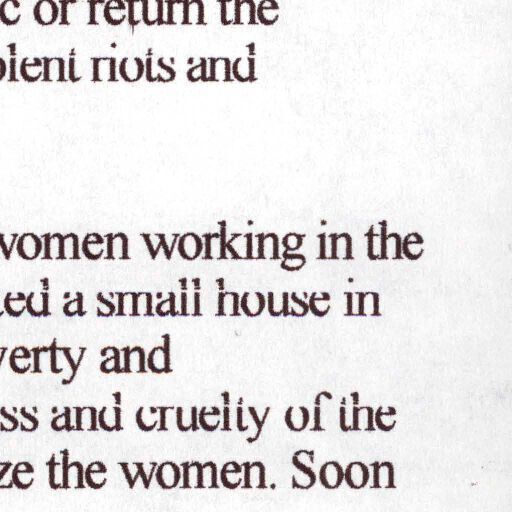 c or return the
olent riots and
women working in the
ed a small house in
verty and
ss and cruelty of the
ze the women. Soon